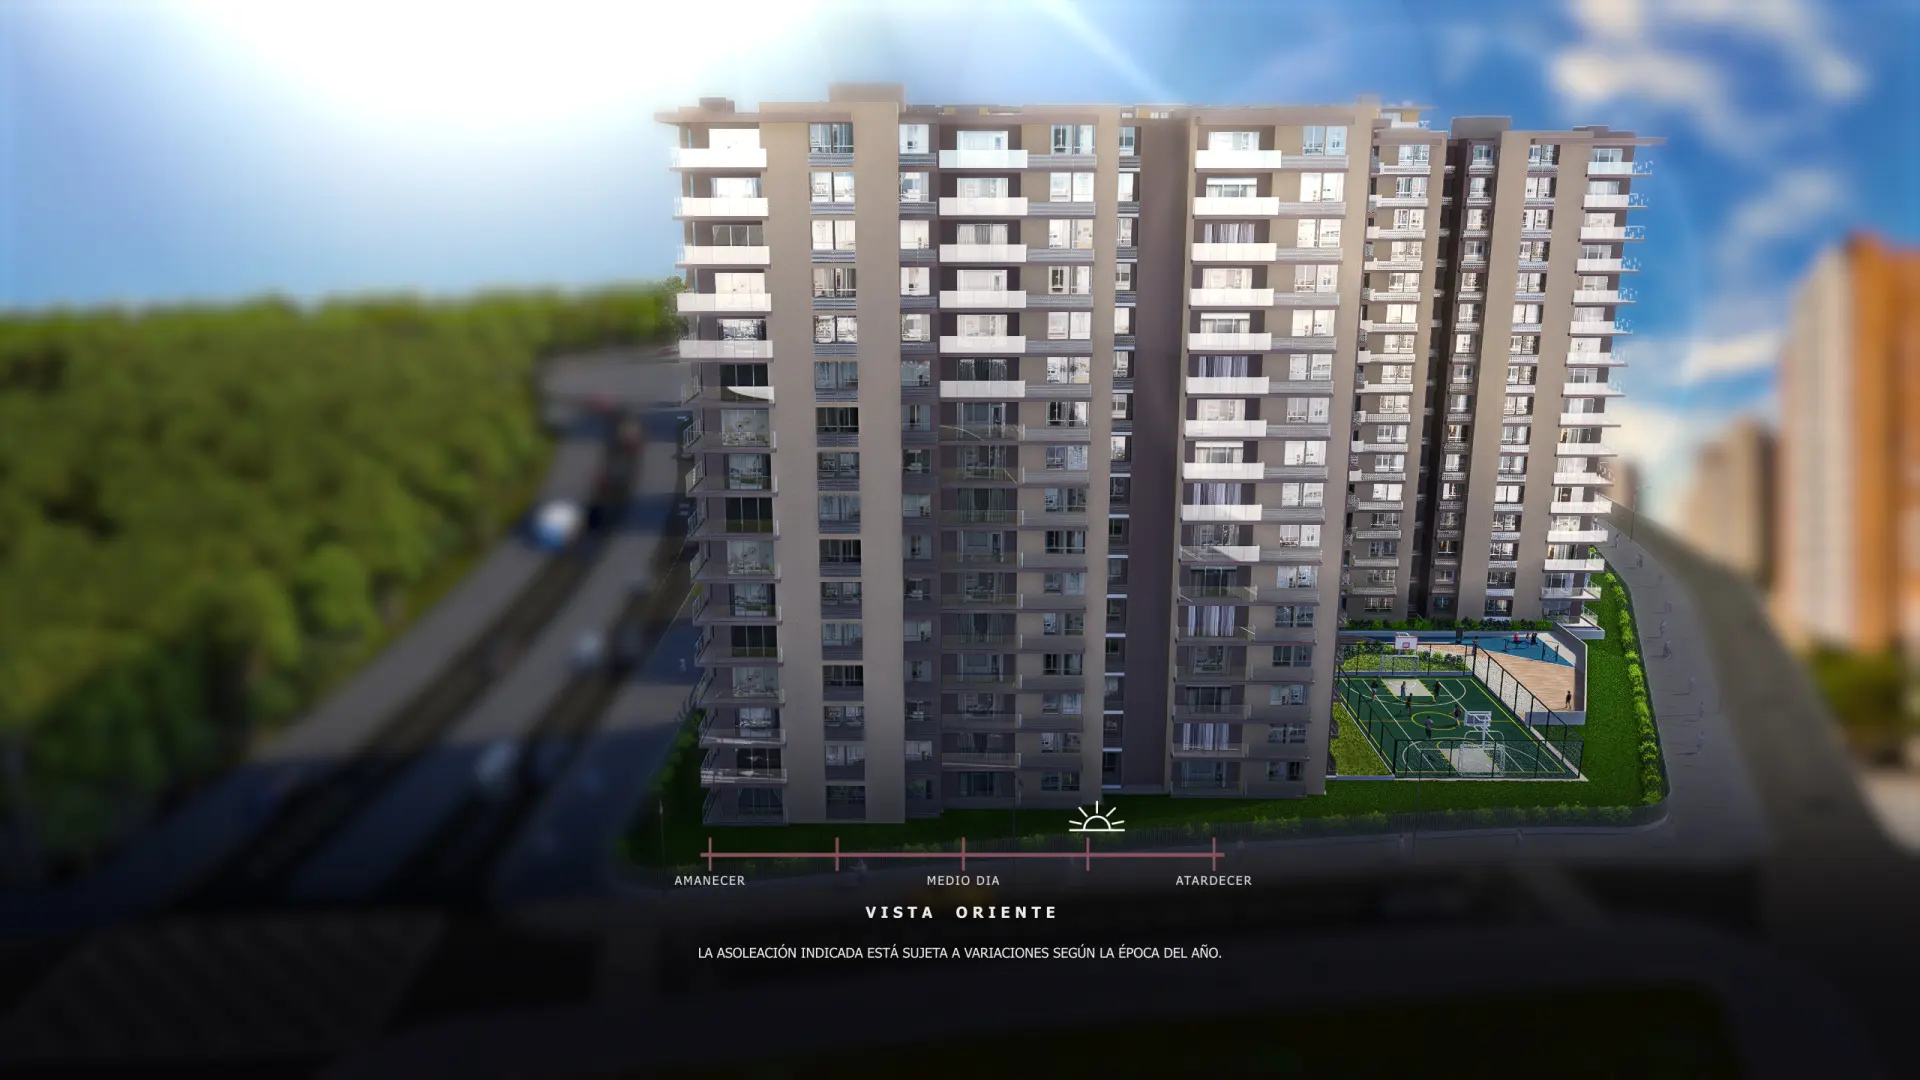 AMANECER MEDIO DIA ATARDECER
VISTA ORIENTE
LA ASOLEACIÓN INDICADA ESTÁ SUJETA A VARIACIONES SEGÚN LA ÉPOCA DEL AÑO.